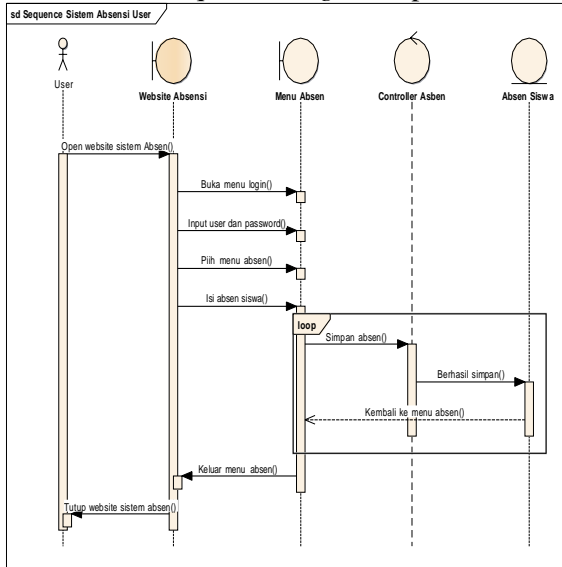 sd Sequence Sistem Absensi User
User
Website Absensi
Menu Absen
Controller Asben
Absen Siswa
Open website sistem Absen()
Buka menu login()
Input user dan password()
Piih menu absen()
Isi absen siswa()
loop
Simpan absen()
Berhasil simpan()
Kembali ke menu absen()
Keluar menu absen()
Tutup website sistem absen()